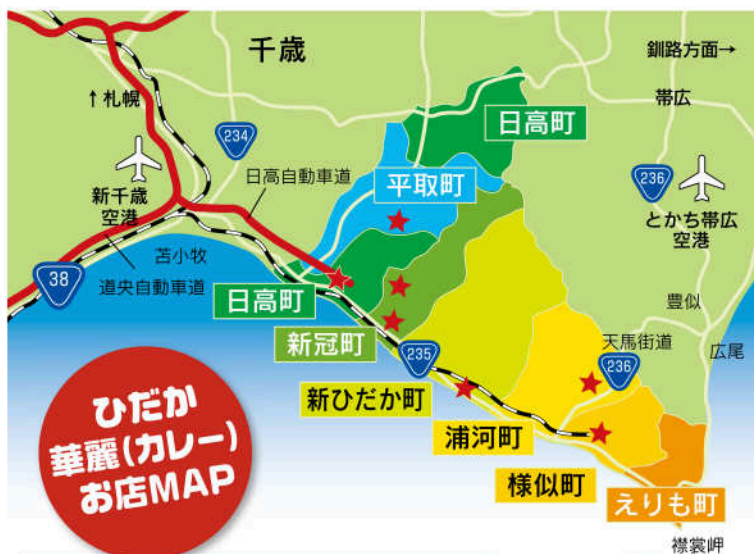 千歳
釧路方面→
↑札幌
帯広
日高町
234
日高自動車道
平取町
236
新千歳
空港
とかち帯広
空港
苫小牧
38
道央自動車道
日高町
豊似
新冠町
天馬街道
広尾
235
236
新ひだか町
ひだか
華麗(カレー)
お店MAP
浦河町
様似町
えりも町
襟裳岬